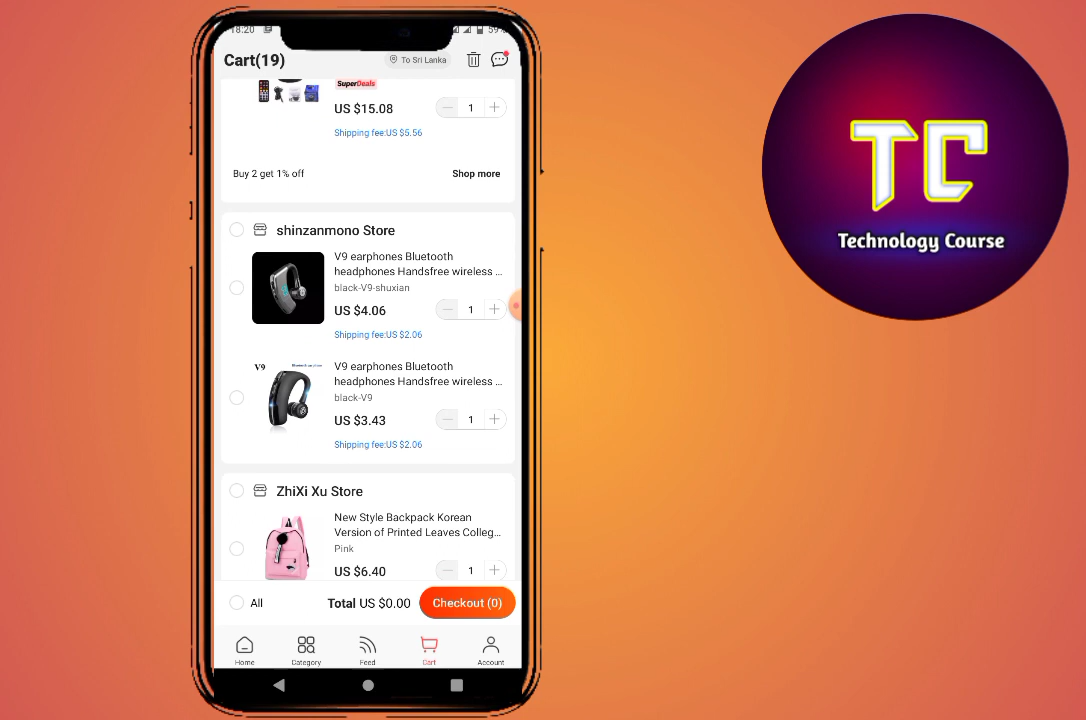 18:20
59%
Cart(19)
To Sri Lanka
SuperDeals
US $15.08
1
Shipping fee:US $5.56
Buy 2 get 1% off
Shop more
shinzanmono Store
V9 earphones Bluetooth
headphones Handsfree wireless ...
black-V9-shuxian
US $4.06
1
Shipping fee:US $2.06
V9
V9 earphones Bluetooth
headphones Handsfree wireless ...
black-V9
US $3.43
1
Shipping fee:US $2.06
ZhiXi Xu Store
New Style Backpack Korean
Version of Printed Leaves Colleg...
Pink
US $6.40
1
All
Total US $0.00
Checkout (0)
Home
Category
Feed
Cart
Account
TC
Technology Course